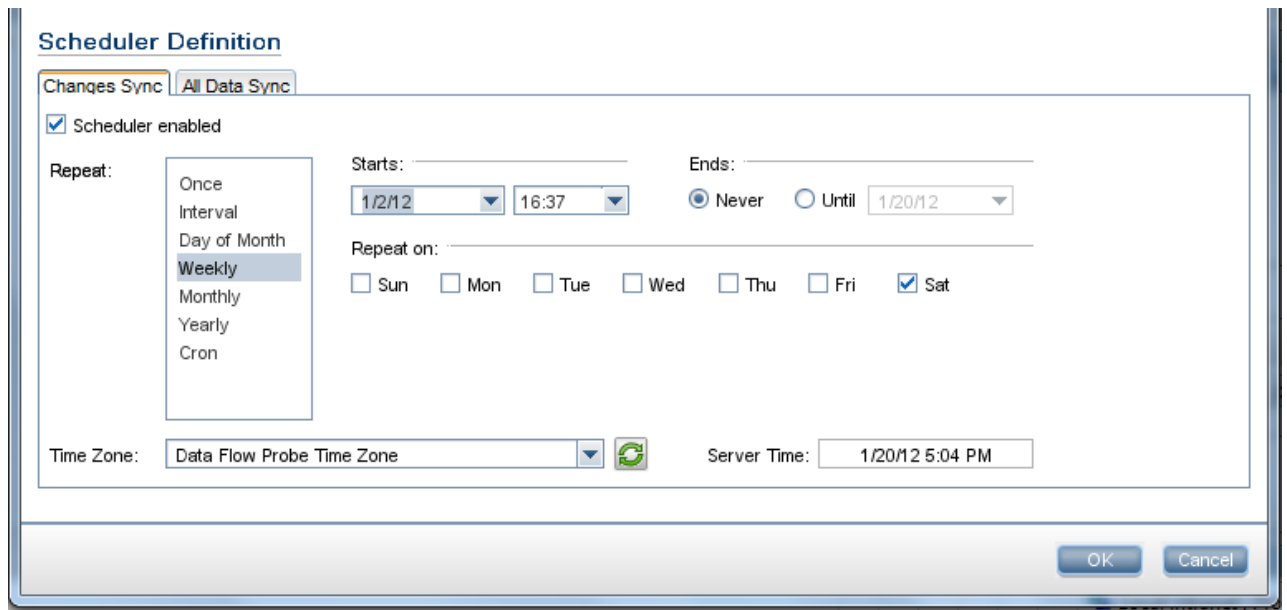 Scheduler Definition
Changes Sync
All Data Sync
Scheduler enabled
Repeat:
Once
Interval
Day of Month
Weekly
Monthly
Yearly
Cron
Starts:
1/2/12
16:37
Ends:
Never
Until
1/20/12
Repeat on:
Sun
Mon
Tue
Wed
Thu
Fri
Sat
Time Zone:
Data Flow Probe Time Zone
Server Time:
1/20/12 5:04 PM
OK
Cancel